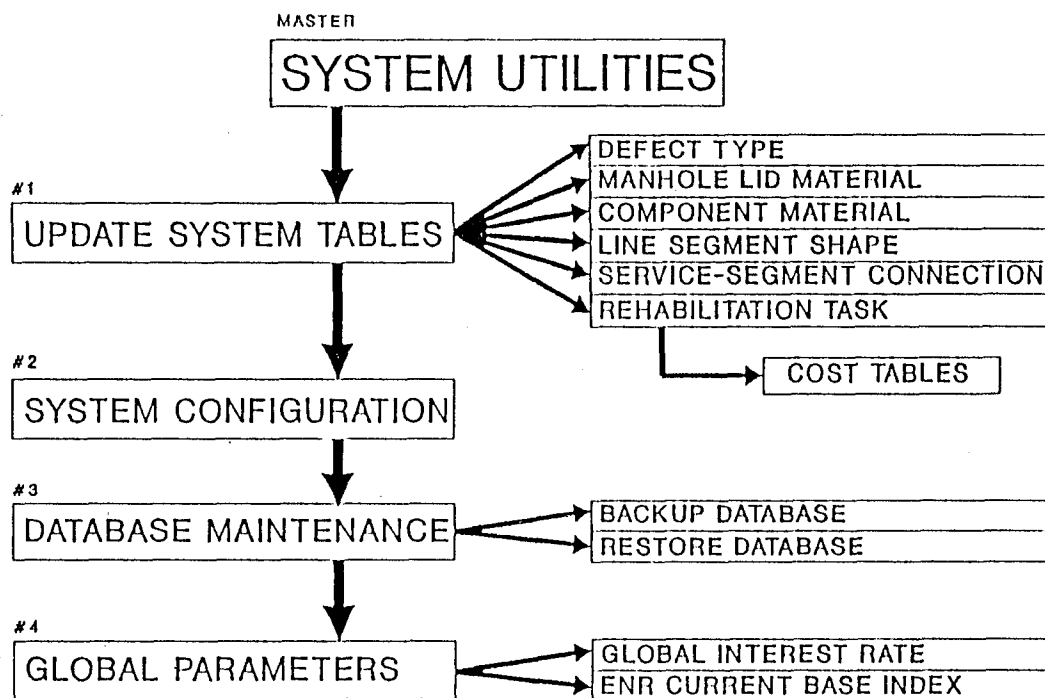 MASTER
SYSTEM UTILITIES
#1
UPDATE SYSTEM TABLES
DEFECT TYPE
MANHOLE LID MATERIAL
COMPONENT MATERIAL
LINE SEGMENT SHAPE
SERVICE-SEGMENT CONNECTION
REHABILITATION TASK
COST TABLES
#2
SYSTEM CONFIGURATION
#3
DATABASE MAINTENANCE
BACKUP DATABASE
RESTORE DATABASE
#4
GLOBAL PARAMETERS
GLOBAL INTEREST RATE
ENR CURRENT BASE INDEX